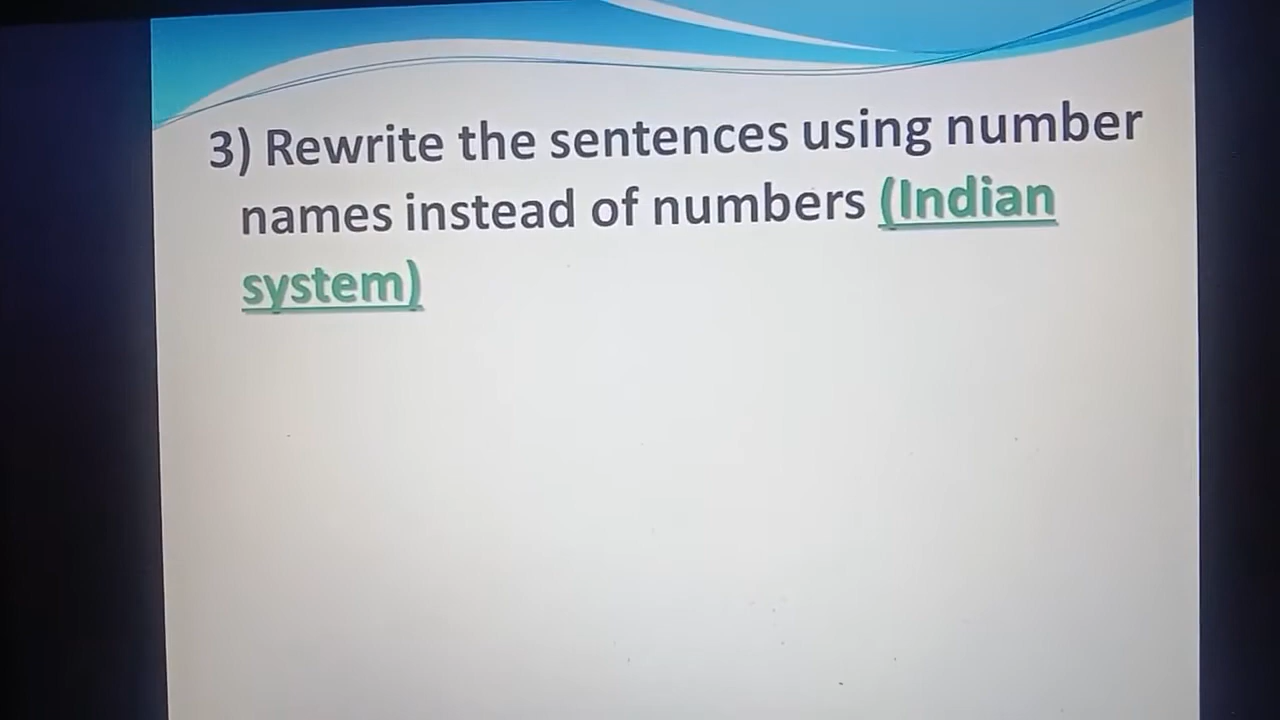 3) Rewrite the sentences using number
names instead of numbers (Indian
system)